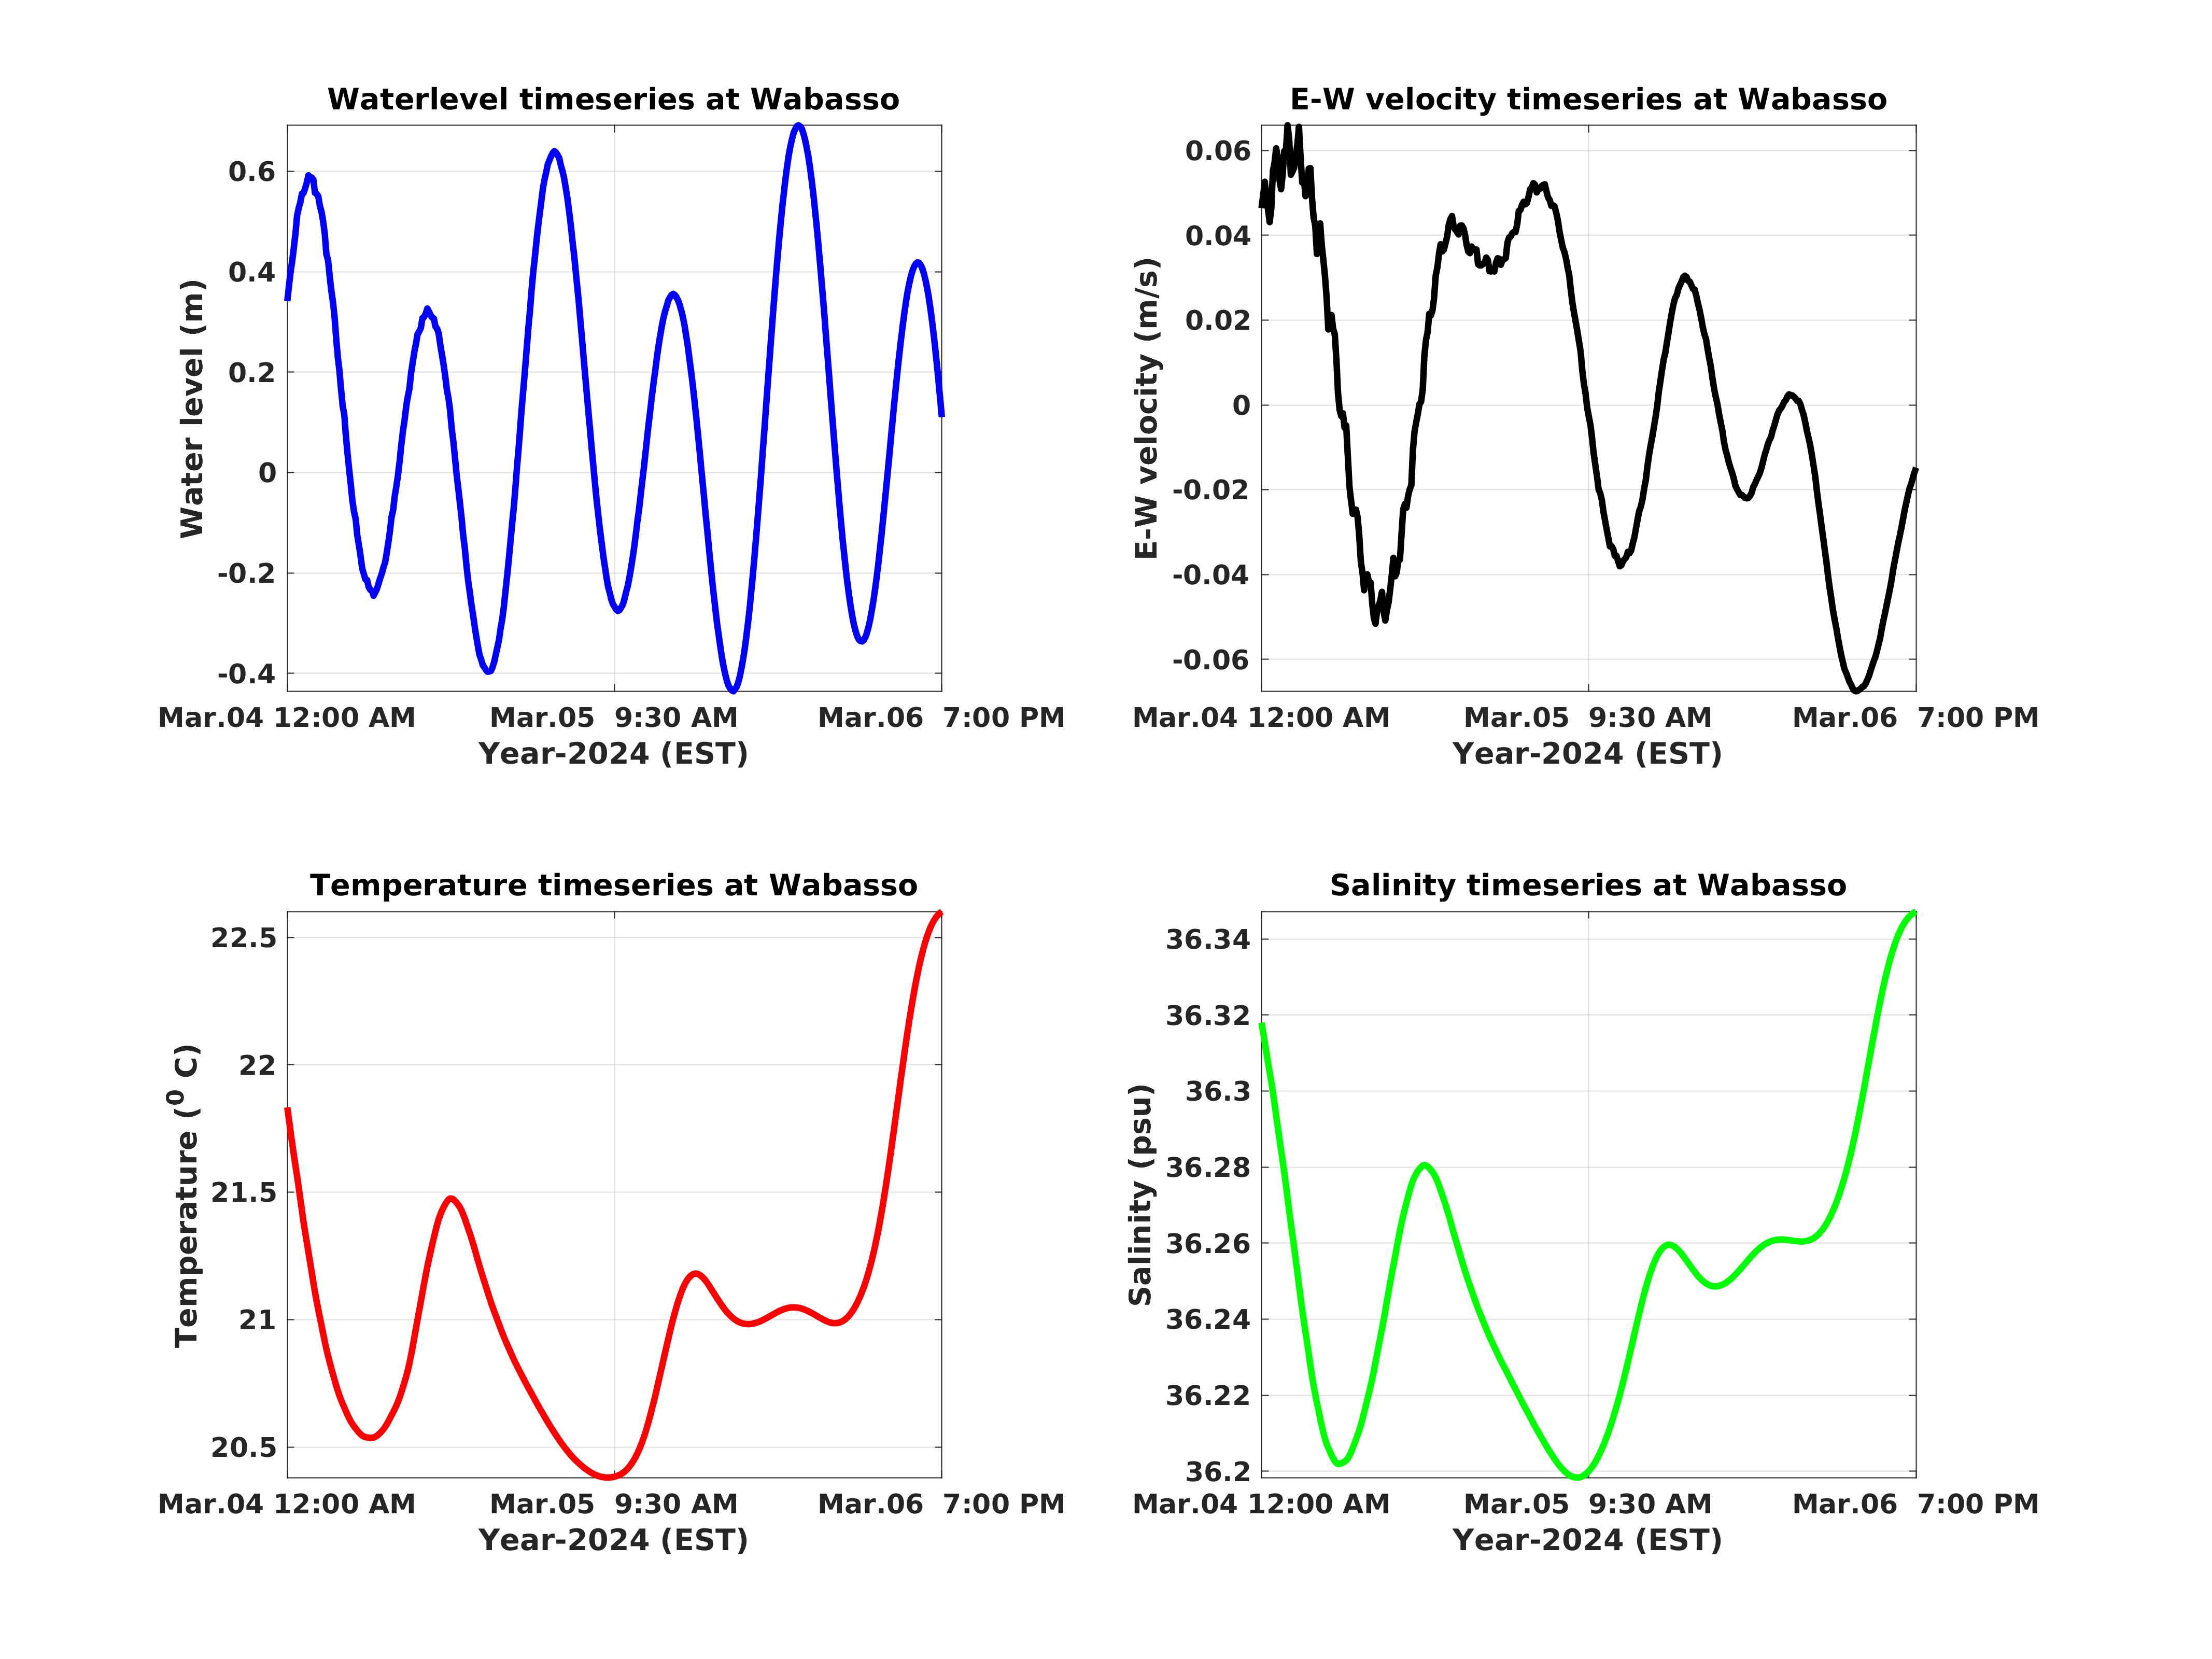 Waterlevel timeseries at Wabasso
Water level (m)
0.6
0.4
0.2
0
-0.2
-0.4
Mar.04 12:00 AM
Mar.05 9:30 AM
Mar.06 7:00 PM
Year-2024 (EST)
E-W velocity timeseries at Wabasso
E-W velocity (m/s)
0.06
0.04
0.02
0
-0.02
-0.04
-0.06
Mar.04 12:00 AM
Mar.05 9:30 AM
Mar.06 7:00 PM
Year-2024 (EST)
Temperature timeseries at Wabasso
Temperature (⁰ C)
22.5
22
21.5
21
20.5
Mar.04 12:00 AM
Mar.05 9:30 AM
Mar.06 7:00 PM
Year-2024 (EST)
Salinity timeseries at Wabasso
Salinity (psu)
36.34
36.32
36.3
36.28
36.26
36.24
36.22
36.2
Mar.04 12:00 AM
Mar.05 9:30 AM
Mar.06 7:00 PM
Year-2024 (EST)